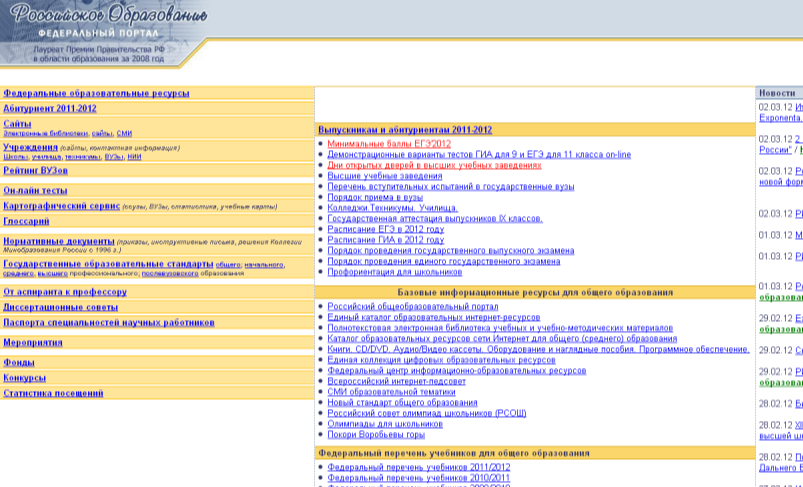 Российское Образование
ФЕДЕРАЛЬНЫЙ ПОРТАЛ
Лауреат Премии Правительства РФ
в области образования за 2008 год
Федеральные образовательные ресурсы
Абитуриент 2011-2012
Сайты
Электронные библиотеки, сайты, СМИ
Учреждения (сайты, контактная информация)
Школы, училища, техникумы, ВУЗы, НИИ
Рейтинг ВУЗов
Он-лайн тесты
Картографический сервис (ссузы, ВУЗы, статистика, учебные карты)
Глоссарий
Нормативные документы (приказы, инструктивные письма, решения Коллегии
Минобразования России с 1996 г.)
Государственные образовательные стандарты общего, начального,
среднего, высшего профессионального; послевузовского образования
От аспиранта к профессору
Диссертационные советы
Паспорта специальностей научных работников
Мероприятия
Фонды
Конкурсы
Статистика посещений
Выпускникам и абитуриентам 2011-2012
Минимальные баллы ЕГЭ2012
Демонстрационные варианты тестов ГИА для 9 и ЕГЭ для 11 класса on-line
Дни открытых дверей в высших учебных заведениях
Высшие учебные заведения
Перечень вступительных испытаний в государственные вузы
Порядок приема в вузы
Колледжи.Техникумы. Училища.
Государственная аттестация выпускников IX классов.
Расписание ЕГЭ в 2012 году
Расписание ГИА в 2012 году
Порядок проведения государственного выпускного экзамена
Порядок проведения единого государственного экзамена
Профориентация для школьников
Базовые информационные ресурсы для общего образования
Российский общеобразовательный портал
Единый каталог образовательных интернет-ресурсов
Полнотекстовая электронная библиотека учебных и учебно-методических материалов
Каталог образовательных ресурсов сети Интернет для общего (среднего) образования
Книги. CD/DVD. Аудио/Видео кассеты. Оборудование и наглядные пособия. Программное обеспечение.
Единая коллекция цифровых образовательных ресурсов
Федеральный центр информационно-образовательных ресурсов
Всероссийский интернет-педсовет
СМИ образовательной тематики
Новый стандарт общего образования
Российский совет олимпиад школьников (РСОШ)
Олимпиады для школьников
Покори Воробьевы горы
Федеральный перечень учебников для общего образования
Федеральный перечень учебников 2011/2012
Федеральный перечень учебников 2010/2011
Новости
02.03.12
Exponenta.
02.03.12 2
России" /
02.03.12
новой фор
02.03.12
01.03.12
01.03.12
01.03.12
образова
29.02.12
образова
29.02.12
29.02.12
образова
28.02.12
28.02.12
высшей ш
28.02.12
Дальнего В